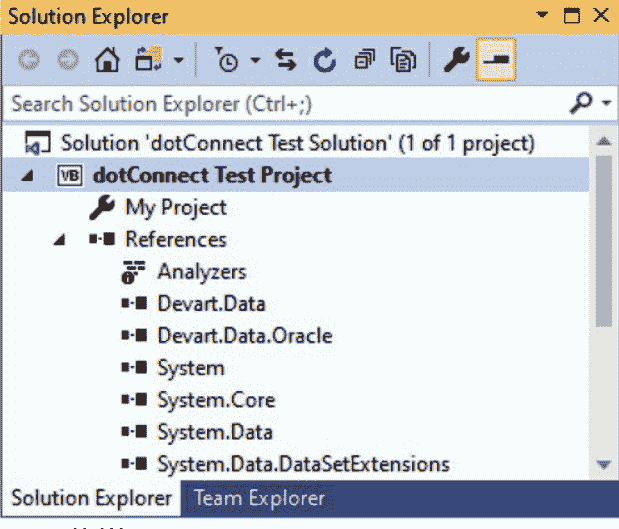 Solution Explorer
Search Solution Explorer (Ctrl+;)
Solution 'dotConnect Test Solution' (1 of 1 project)
VB dotConnect Test Project
My Project
References
Analyzers
Devart.Data
Devart.Data.Oracle
System
System.Core
System.Data
System.Data.DataSetExtensions
Solution Explorer Team Explorer